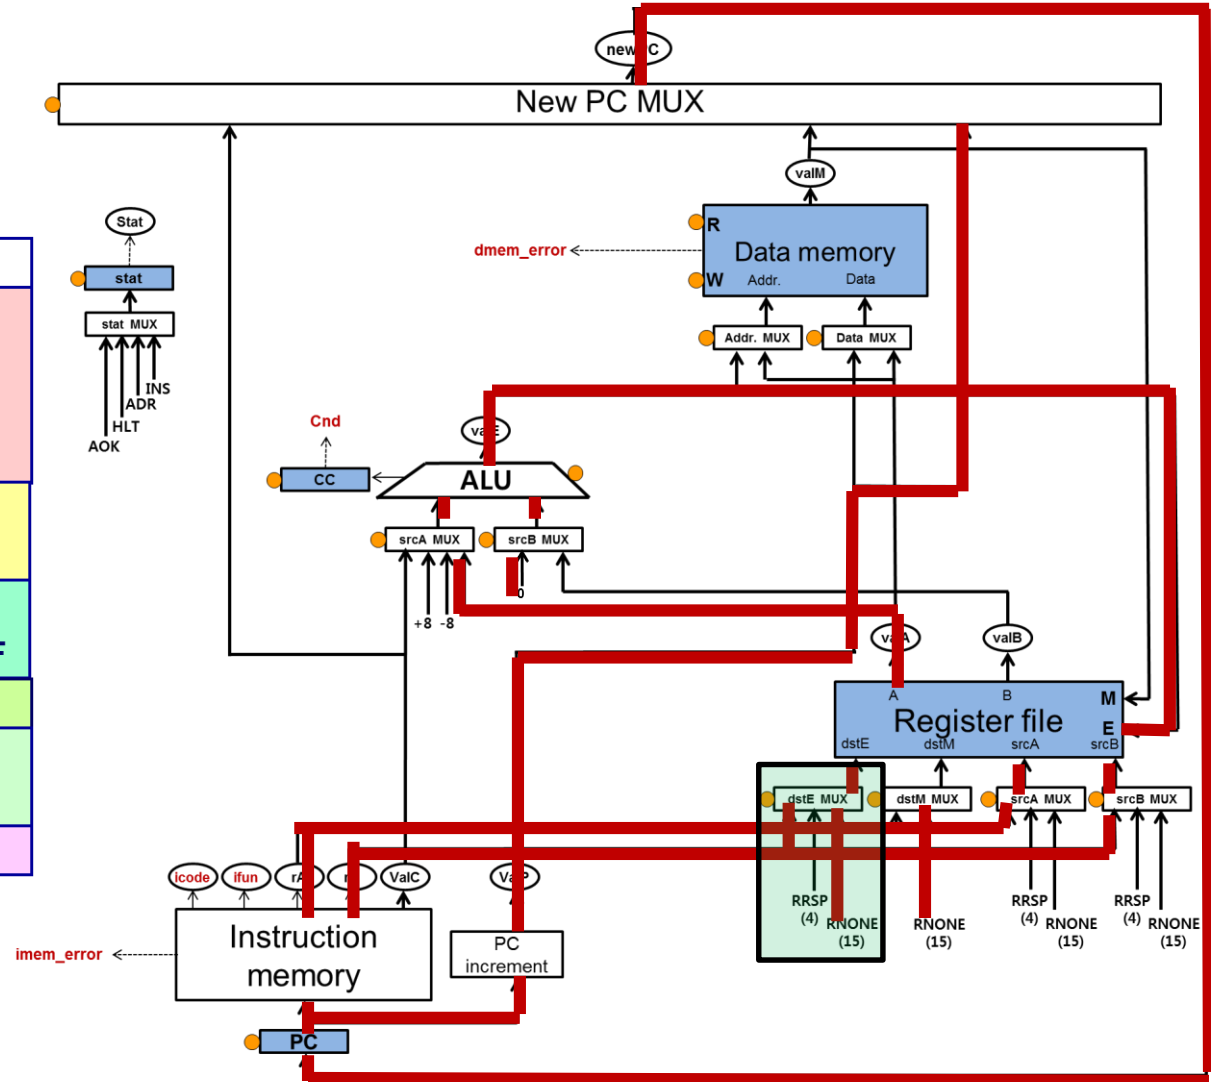 newPC
New PC MUX
valM
Stat
R
Data memory
dmem_error
stat
W
Addr.
Data
stat MUX
Addr. MUX
Data MUX
INS
ADR
HLT
AOK
Cnd
valE
CC
ALU
srcA MUX
srcB MUX
0
+8
-8
valA
valB
A
B
M
Register file
E
dstE
dstM
srcA
srcB
dstE MUX
dstM MUX
srcA MUX
srcB MUX
icode
ifun
rA
ValC
ValP
RRSP
(4)
RNONE
(15)
RNONE
(15)
RRSP
(4)
RNONE
(15)
RRSP
(4)
RNONE
(15)
Instruction
memory
PC
increment
imem_error
PC